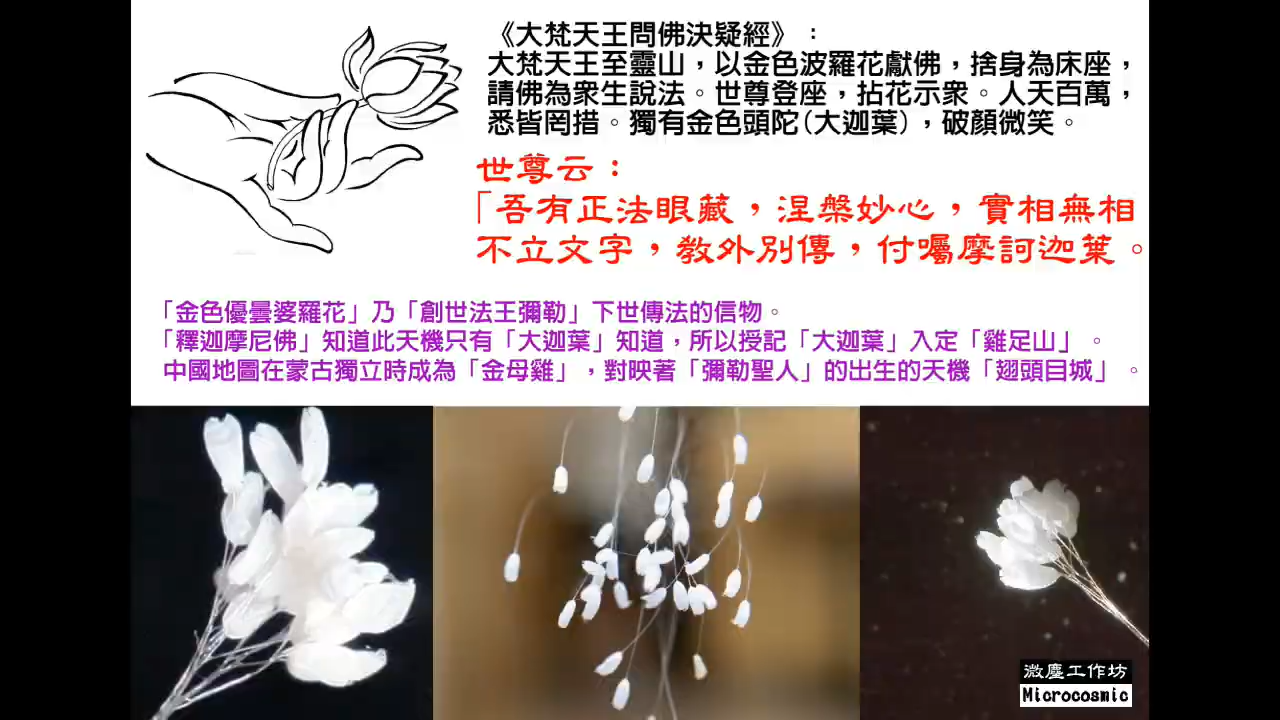 《大梵天王問佛決疑經》：
大梵天王至靈山，以金色波羅花獻佛，捨身為床座，
請佛為眾生說法。世尊登座，拈花示眾。人天百萬，
悉皆罔措。獨有金色頭陀(大迦葉)，破顏微笑。
世尊云：
「吾有正法眼藏，涅槃妙心，實相無相
不立文字，教外別傳，付囑摩訶迦葉。
「金色優曇婆羅花」乃「創世法王彌勒」下世傳法的信物。
「釋迦摩尼佛」知道此天機只有「大迦葉」知道，所以授記「大迦葉」入定「雞足山」。
中國地圖在蒙古獨立時成為「金母雞」，對映著「彌勒聖人」的出生的天機「翅頭目城」。
微塵工作坊
Microcosmic